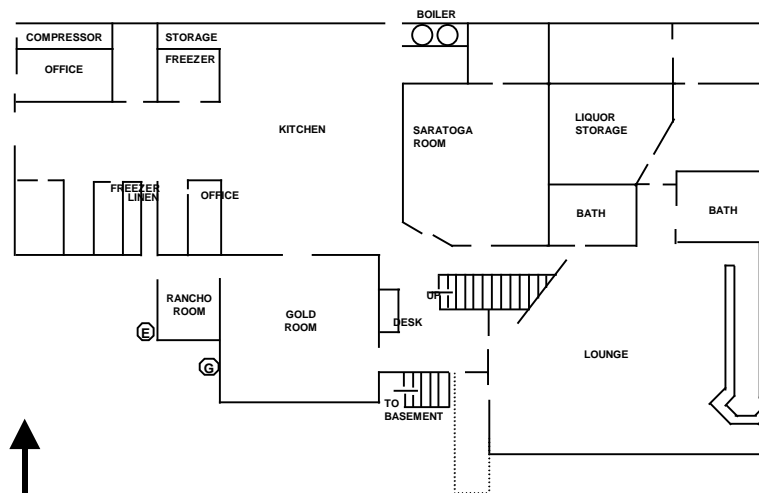 BOILER
COMPRESSOR
STORAGE
FREEZER
OFFICE
KITCHEN
SARATOGA
ROOM
LIQUOR
STORAGE
FREEZER
LINEN
OFFICE
BATH
BATH
RANCHO
ROOM
GOLD
ROOM
UP
DESK
E
G
LOUNGE
TO
BASEMENT